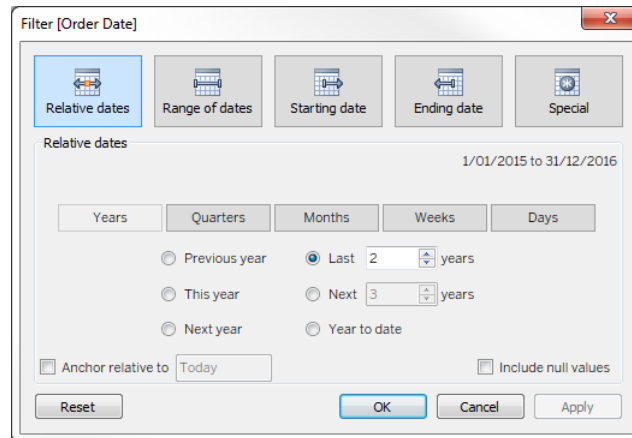 Filter [Order Date]
Relative dates Range of dates Starting date Ending date Special
Relative dates
1/01/2015 to 31/12/2016
Years Quarters Months Weeks Days
Previous year Last 2 years
This year Next 3 years
Next year Year to date
Anchor relative to Today Include null values
Reset OK Cancel Apply